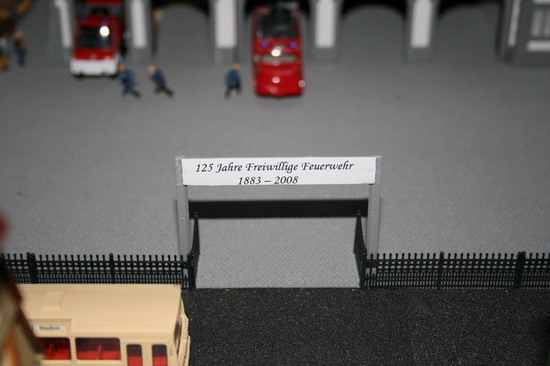 125 Jahre Freiwillige Feuerwehr
1883 – 2008